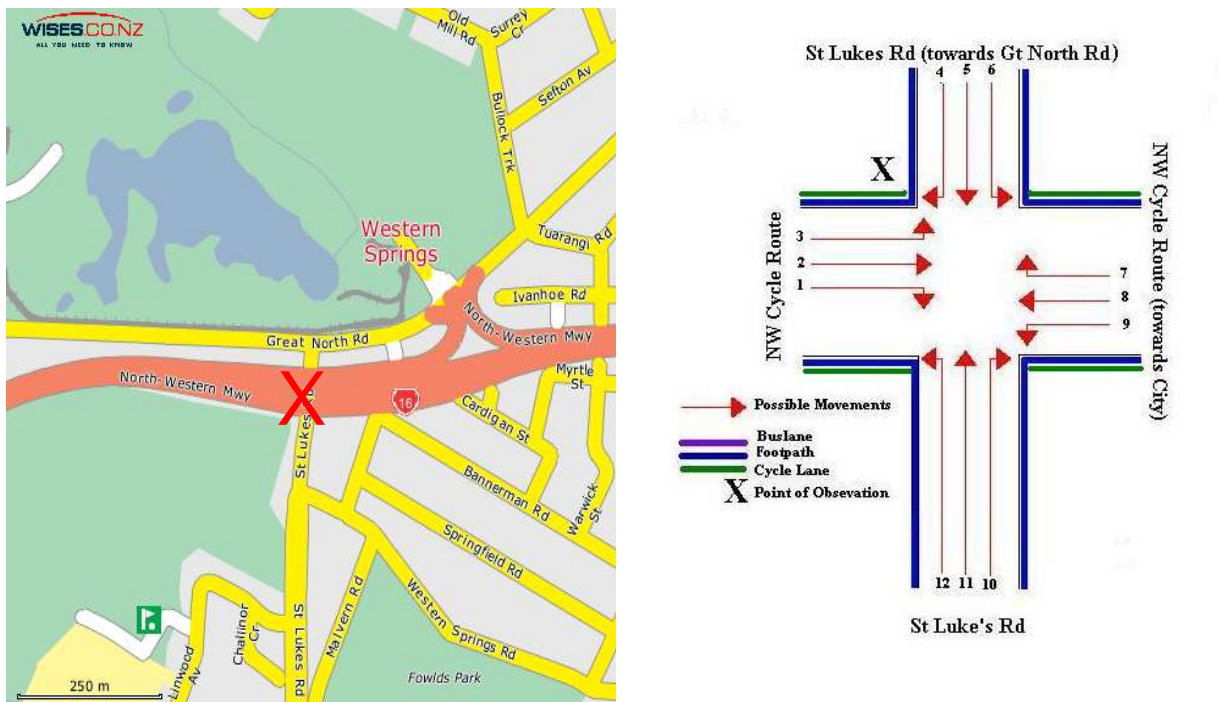 WISES.CO.NZ
ALL YOU NEED TO KNOW
Old
Mill Rd
Surrey
Cr
Sefton Av
Bullock Trk
Western
Springs
Tuarangi Rd
Ivanhoe Rd
Great North Rd
North-Western Mwy
North-Western Mwy
Myrtle
St
16
X
St Lukes Rd
Cardigan St
Bannerman Rd
Warwick
St
Springfield Rd
Malvern Rd
Western Springs Rd
Challinor
Cr
St Lukes Rd
Linwood
Av
Fowlds Park
250 m
St Lukes Rd (towards Gt North Rd)
4 5 6
X
NW Cycle Route
3
2
1
NW Cycle Route (towards City)
7
8
9
Possible Movements
Buslane
Footpath
Cycle Lane
X Point of Obsevation
12 11 10
St Luke's Rd